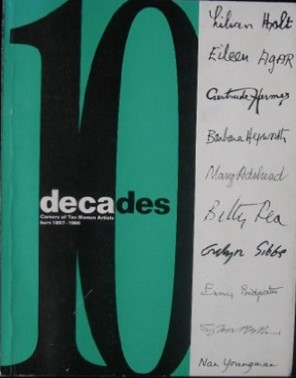 10
decades
Careers of Ten Women Artists
born 1897 - 1906
Lilian Holt
Eileen Agar
Gertrude Hermes
Barbara Hepworth
Mary Adshead
Betty Rea
Evelyn Gibbs
Nan Youngman